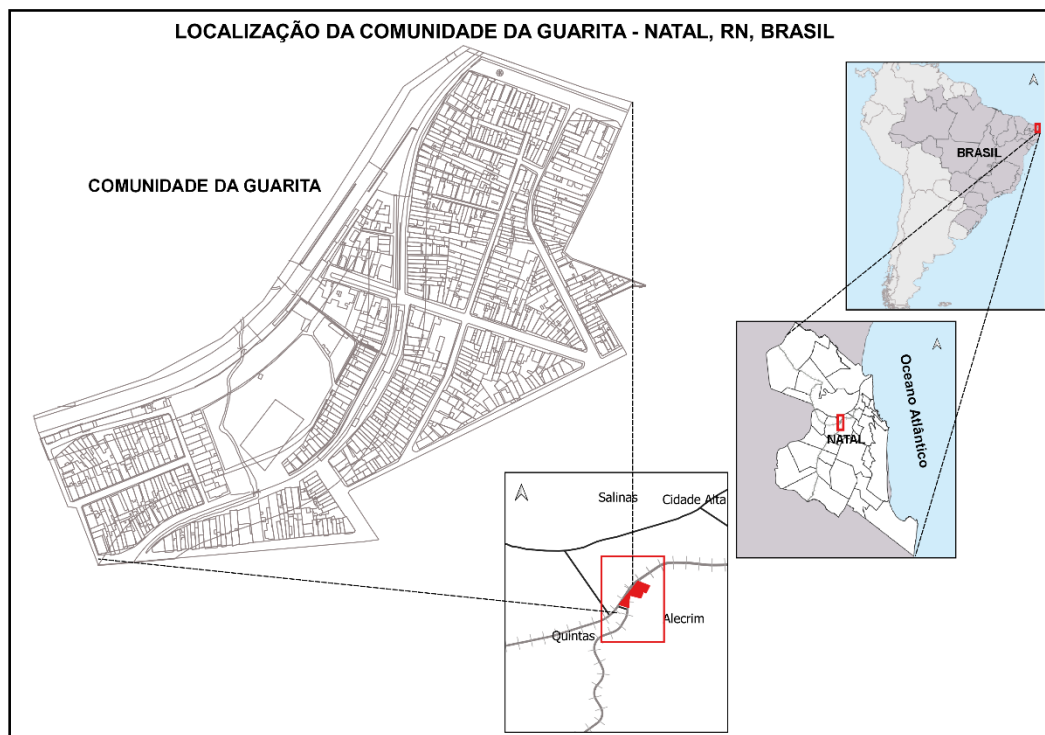 LOCALIZAÇÃO DA COMUNIDADE DA GUARITA - NATAL, RN, BRASIL
COMUNIDADE DA GUARITA
BRASIL
NATAL
Oceano Atlântico
Salinas
Cidade Alta
Alecrim
Quintas